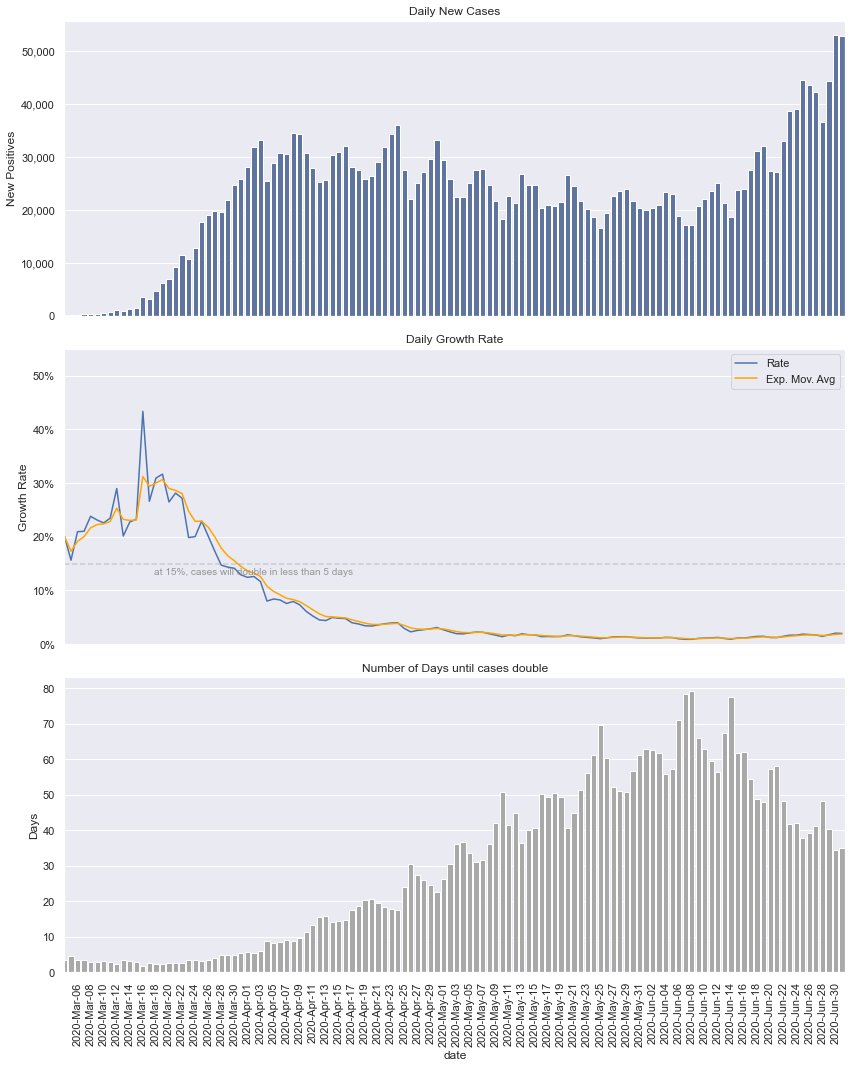 Daily New Cases
50,000
40,000
30,000
20,000
10,000
0
New Positives
Daily Growth Rate
Rate
Exp. Mov. Avg
50%
40%
30%
20%
10%
0%
Growth Rate
at 15%, cases will double in less than 5 days
Number of Days until cases double
80
70
60
50
40
30
20
10
0
Days
2020-Mar-06
2020-Mar-08
2020-Mar-10
2020-Mar-12
2020-Mar-14
2020-Mar-16
2020-Mar-18
2020-Mar-20
2020-Mar-22
2020-Mar-24
2020-Mar-26
2020-Mar-28
2020-Mar-30
2020-Apr-01
2020-Apr-03
2020-Apr-05
2020-Apr-07
2020-Apr-09
2020-Apr-11
2020-Apr-13
2020-Apr-15
2020-Apr-17
2020-Apr-19
2020-Apr-21
2020-Apr-23
2020-Apr-25
2020-Apr-27
2020-Apr-29
2020-May-01
2020-May-03
2020-May-05
2020-May-07
2020-May-09
2020-May-11
2020-May-13
2020-May-15
2020-May-17
2020-May-19
2020-May-21
2020-May-23
2020-May-25
2020-May-27
2020-May-29
2020-May-31
2020-Jun-02
2020-Jun-04
2020-Jun-06
2020-Jun-08
2020-Jun-10
2020-Jun-12
2020-Jun-14
2020-Jun-16
2020-Jun-18
2020-Jun-20
2020-Jun-22
2020-Jun-24
2020-Jun-26
2020-Jun-28
2020-Jun-30
date